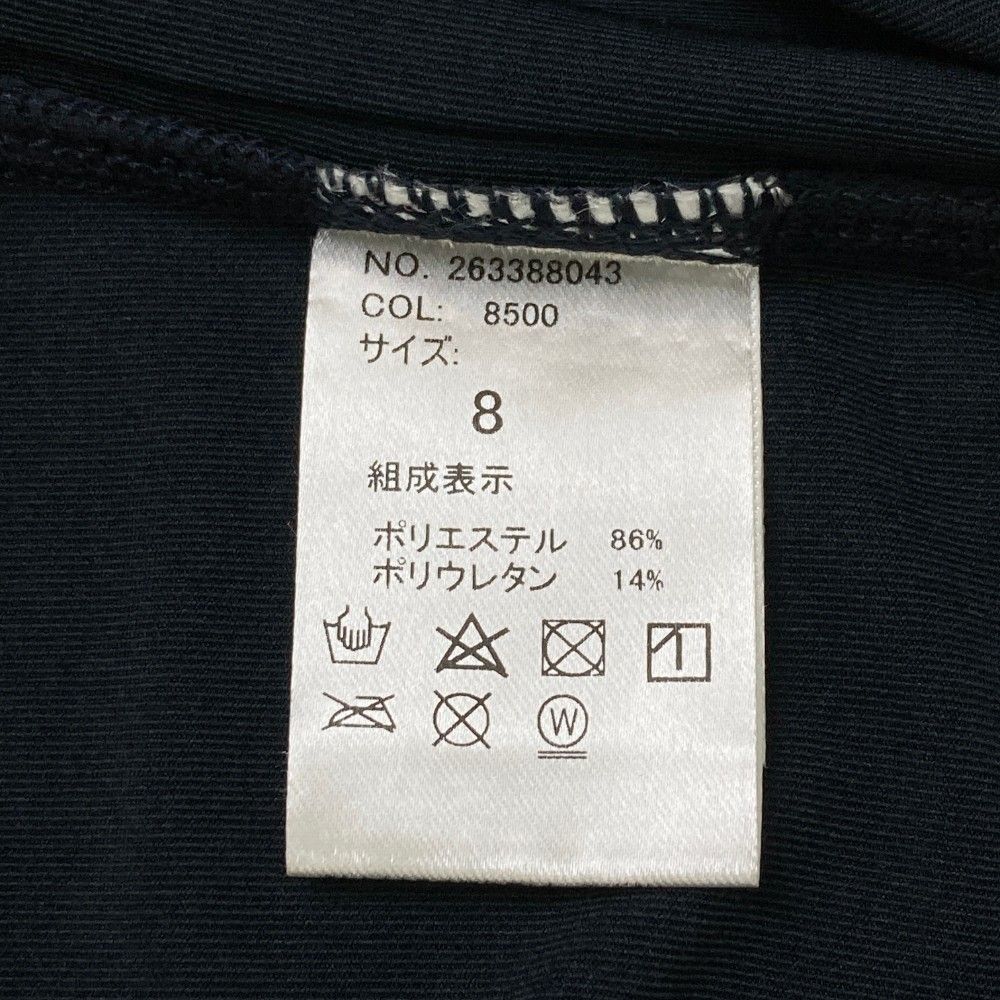 NO. 263388043
COL: 8500
サイズ:
8
組成表示
ポリエステル 86%
ポリウレタン 14%
W